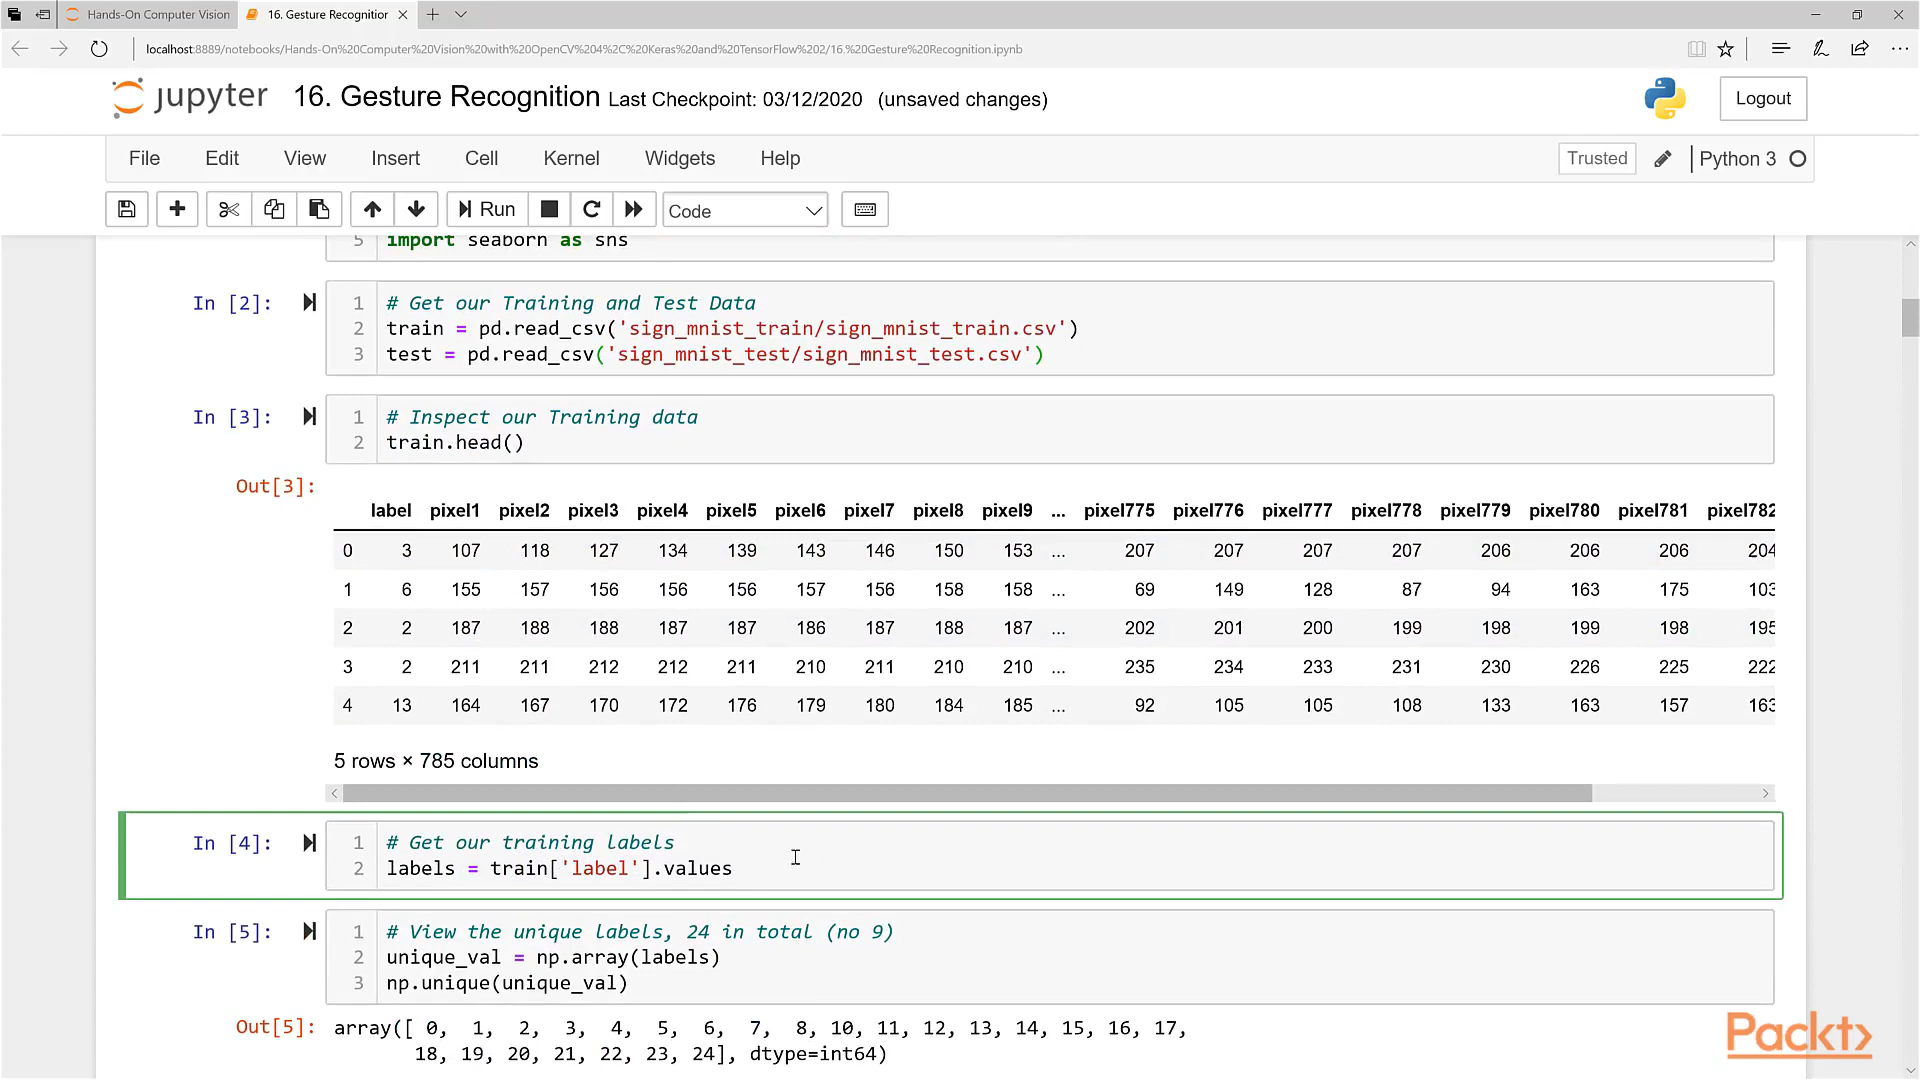 Hands-On Computer Vision
16. Gesture Recognitior
localhost:8889/notebooks/Hands-On%20Computer%20Vision%20with%20OpenCV%204%2C%20Keras%20and%20TensorFlow%202/16.%20Gesture%20Recognition.ipynb
jupyter 16. Gesture Recognition Last Checkpoint: 03/12/2020 (unsaved changes)
Logout
File Edit View Insert Cell Kernel Widgets Help
Trusted Python 3
Run Code
5 import seaborn as sns
In [2]: 1 # Get our Training and Test Data
2 train = pd.read_csv('sign_mnist_train/sign_mnist_train.csv')
3 test = pd.read_csv('sign_mnist_test/sign_mnist_test.csv')
In [3]: 1 # Inspect our Training data
2 train.head()
Out[3]:
label pixel1 pixel2 pixel3 pixel4 pixel5 pixel6 pixel7 pixel8 pixel9 ... pixel775 pixel776 pixel777 pixel778 pixel779 pixel780 pixel781 pixel782
0 3 107 118 127 134 139 143 146 150 153 ... 207 207 207 207 206 206 206 204
1 6 155 157 156 156 156 157 156 158 158 ... 69 149 128 87 94 163 175 103
2 2 187 188 188 187 187 186 187 188 187 ... 202 201 200 199 198 199 198 195
3 2 211 211 212 212 211 210 211 210 210 ... 235 234 233 231 230 226 225 222
4 13 164 167 170 172 176 179 180 184 185 ... 92 105 105 108 133 163 157 163
5 rows × 785 columns
In [4]: 1 # Get our training labels
2 labels = train['label'].values
In [5]: 1 # View the unique labels, 24 in total (no 9)
2 unique_val = np.array(labels)
3 np.unique(unique_val)
Out[5]: array([ 0, 1, 2, 3, 4, 5, 6, 7, 8, 10, 11, 12, 13, 14, 15, 16, 17,
18, 19, 20, 21, 22, 23, 24], dtype=int64)
Packt>